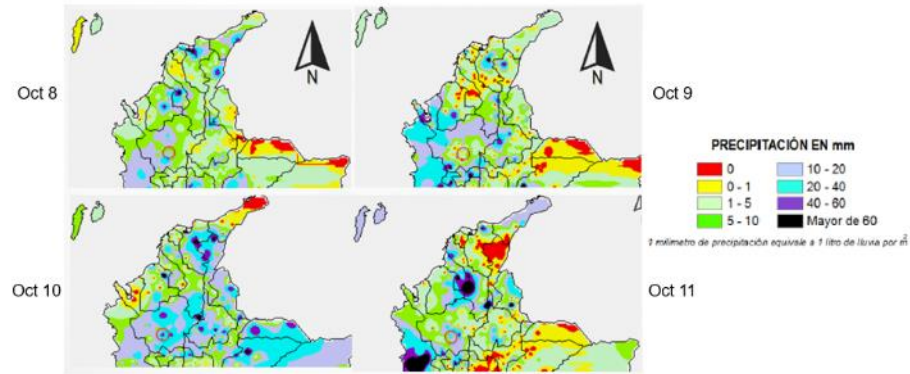 Oct 8
N
N
Oct 9
PRECIPITACIÓN EN mm
0
10 - 20
0 - 1
20 - 40
1 - 5
40 - 60
5 - 10
Mayor de 60
1 milímetro de precipitación equivale a 1 litro de lluvia por m²
Oct 10
Oct 11